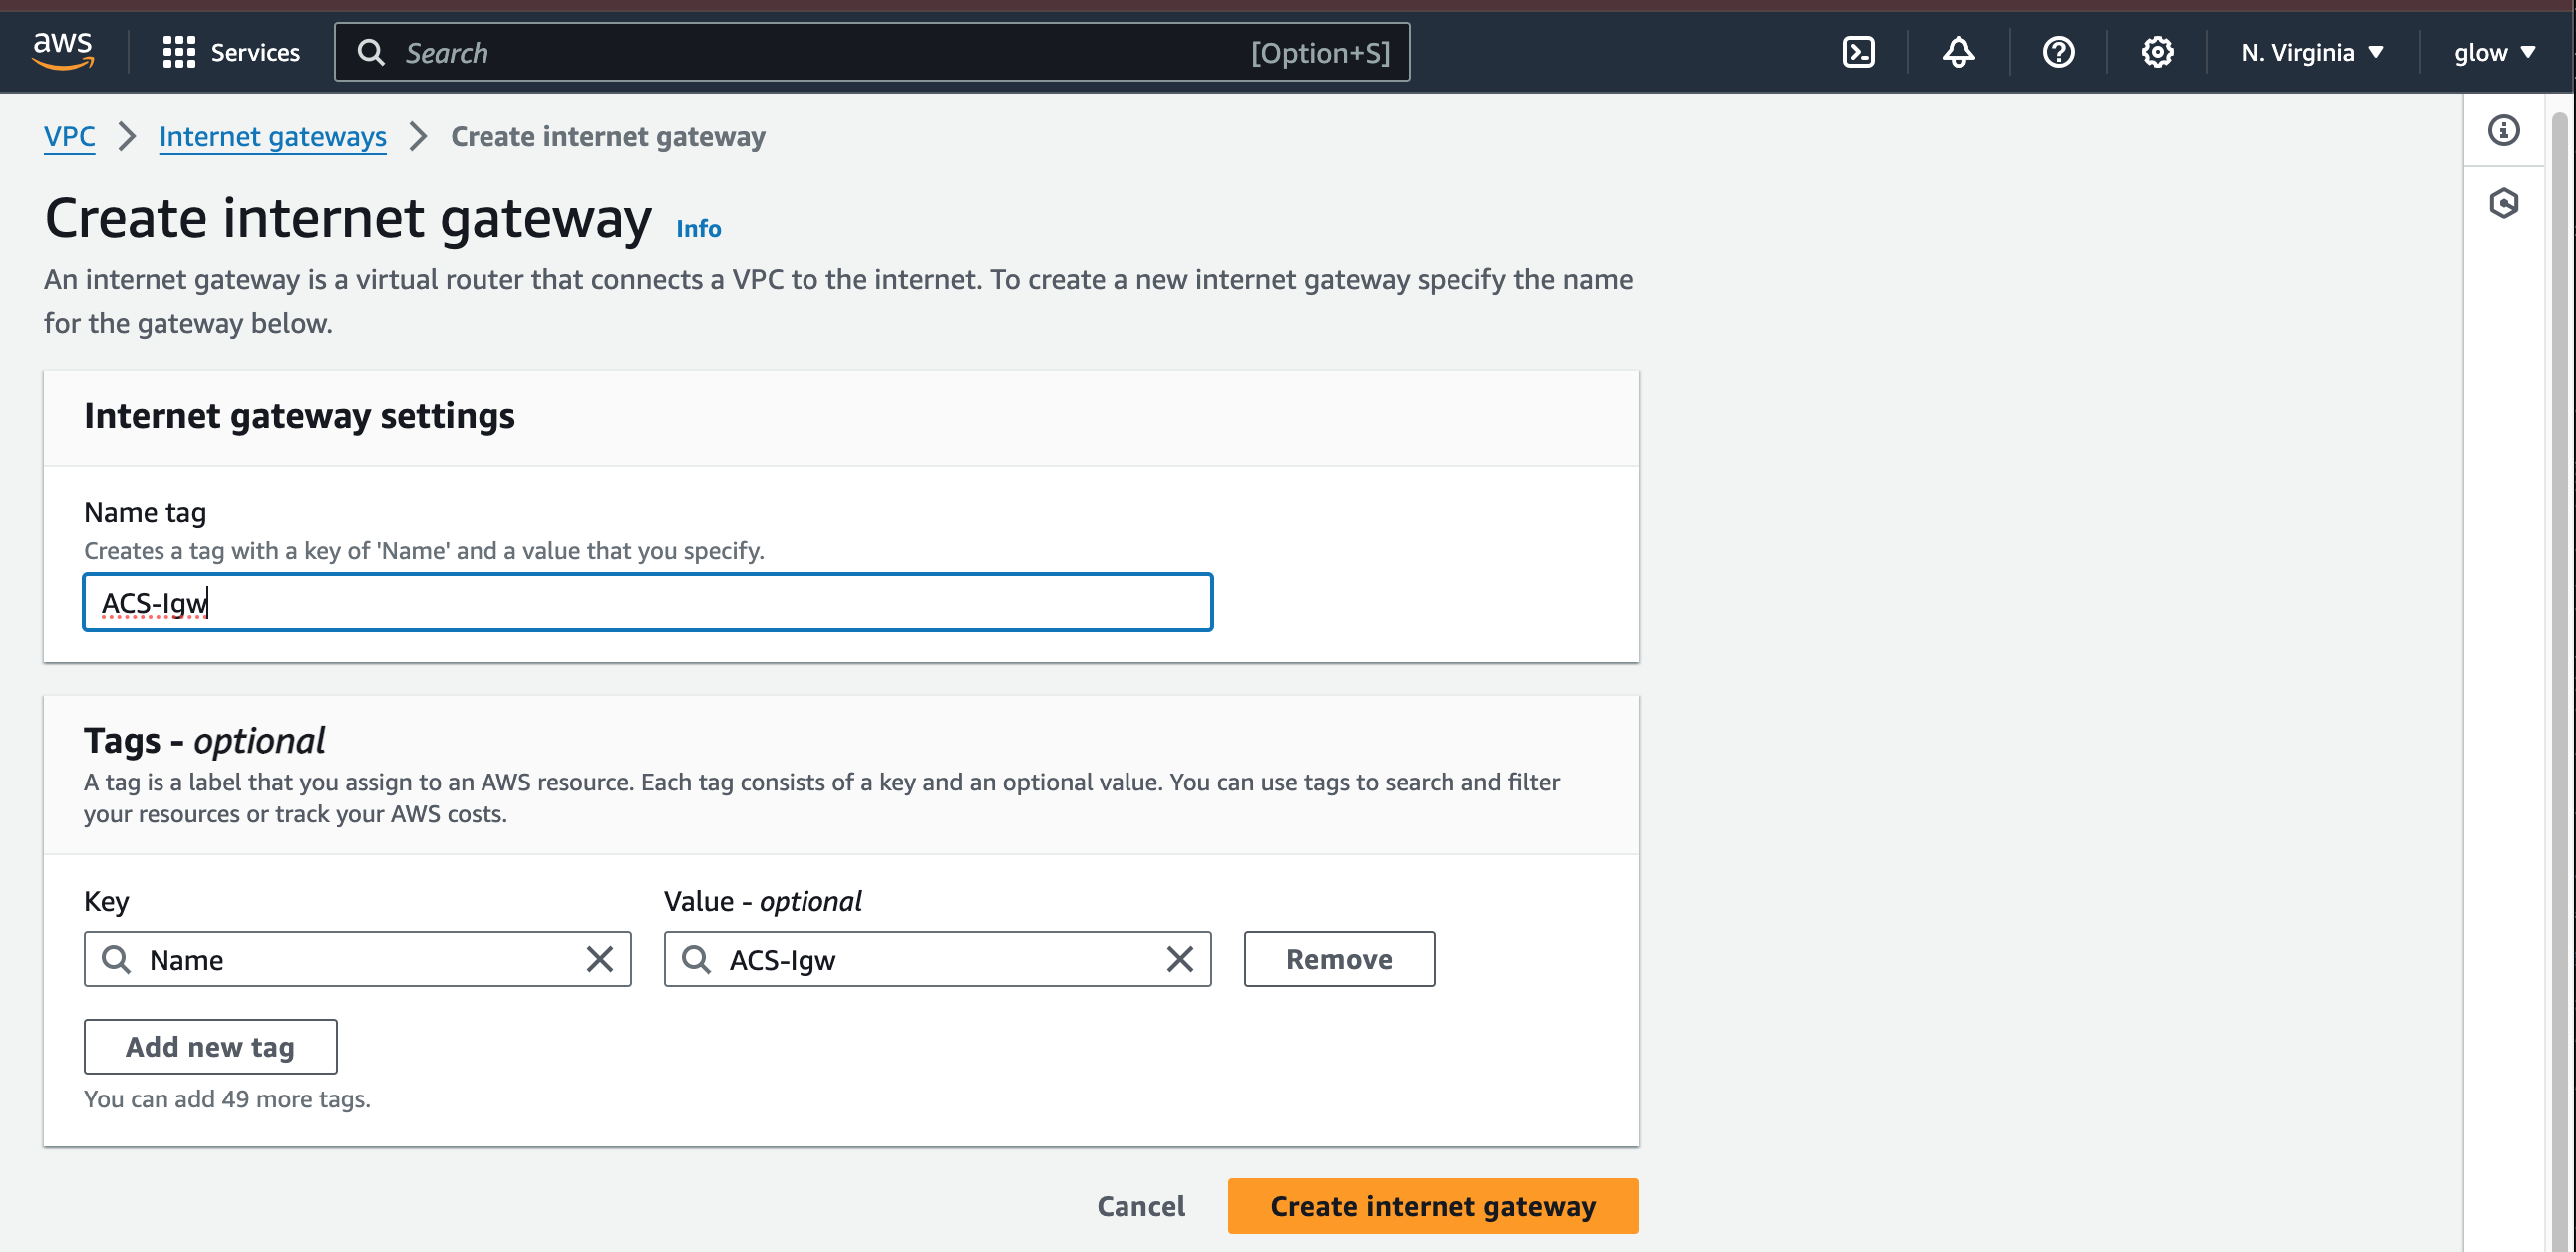 aws
Services
Search
[Option+S]
N. Virginia
glow
VPC
Internet gateways
Create internet gateway
Create internet gateway
Info
An internet gateway is a virtual router that connects a VPC to the internet. To create a new internet gateway specify the name
for the gateway below.
Internet gateway settings
Name tag
Creates a tag with a key of 'Name' and a value that you specify.
ACS-Igw
Tags - optional
A tag is a label that you assign to an AWS resource. Each tag consists of a key and an optional value. You can use tags to search and filter
your resources or track your AWS costs.
Key
Value - optional
Name
ACS-Igw
Remove
Add new tag
You can add 49 more tags.
Cancel
Create internet gateway